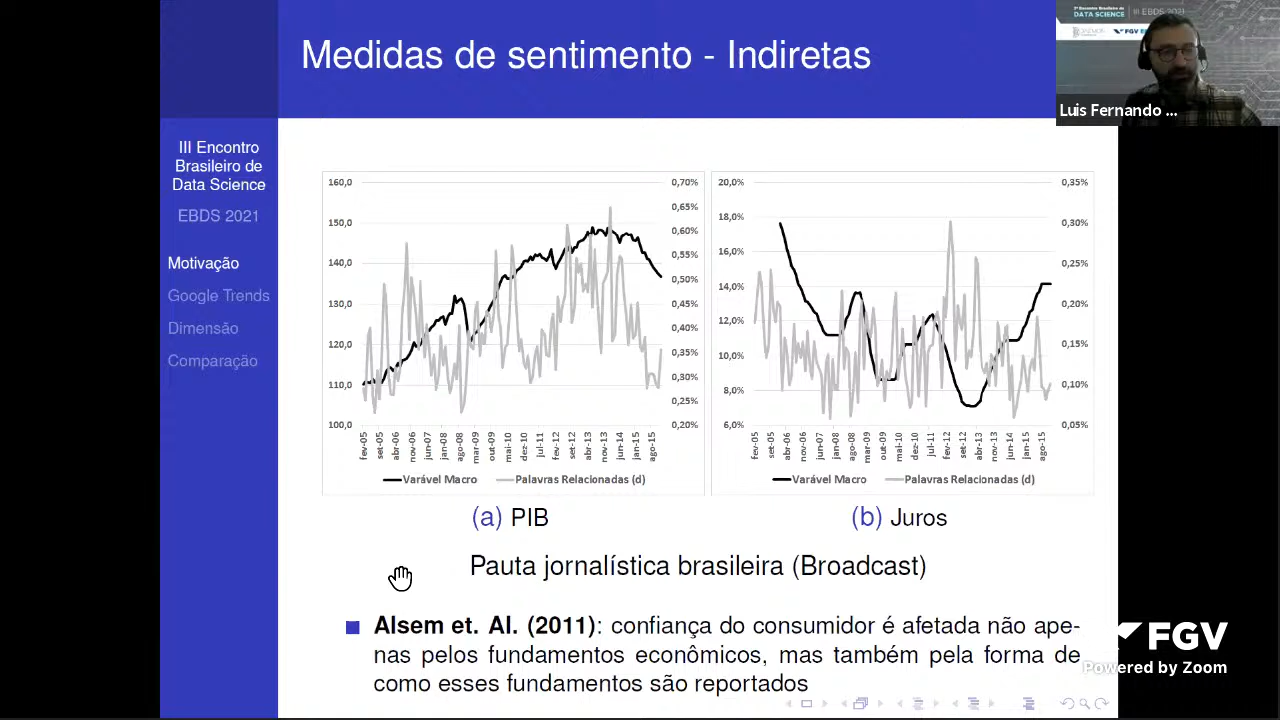 Medidas de sentimento - Indiretas
DATA SCIENCE
III EBDS 2021
FGV
Luis Fernando ...
III Encontro
Brasileiro de
Data Science
EBDS 2021
Motivação
Google Trends
Dimensão
Comparação
160,0
150,0
140,0
130,0
120,0
110,0
100,0
0,70%
0,65%
0,60%
0,55%
0,50%
0,45%
0,40%
0,35%
0,30%
0,25%
0,20%
fev-05
set-05
abr-06
nov-06
jun-07
jan-08
ago-08
mar-09
out-09
mai-10
dez-10
jul-11
fev-12
set-12
abr-13
nov-13
jun-14
jan-15
ago-15
Varável Macro
Palavras Relacionadas (d)
20,0%
18,0%
16,0%
14,0%
12,0%
10,0%
8,0%
6,0%
0,35%
0,30%
0,25%
0,20%
0,15%
0,10%
0,05%
fev-05
set-05
abr-06
nov-06
jun-07
jan-08
ago-08
mar-09
out-09
mai-10
dez-10
jul-11
fev-12
set-12
abr-13
nov-13
jun-14
jan-15
ago-15
Varável Macro
Palavras Relacionadas (d)
(a) PIB
(b) Juros
Pauta jornalística brasileira (Broadcast)
Alsem et. Al. (2011): confiança do consumidor é afetada não ape-
nas pelos fundamentos econômicos, mas também pela forma de
como esses fundamentos são reportados
FGV
Powered by Zoom